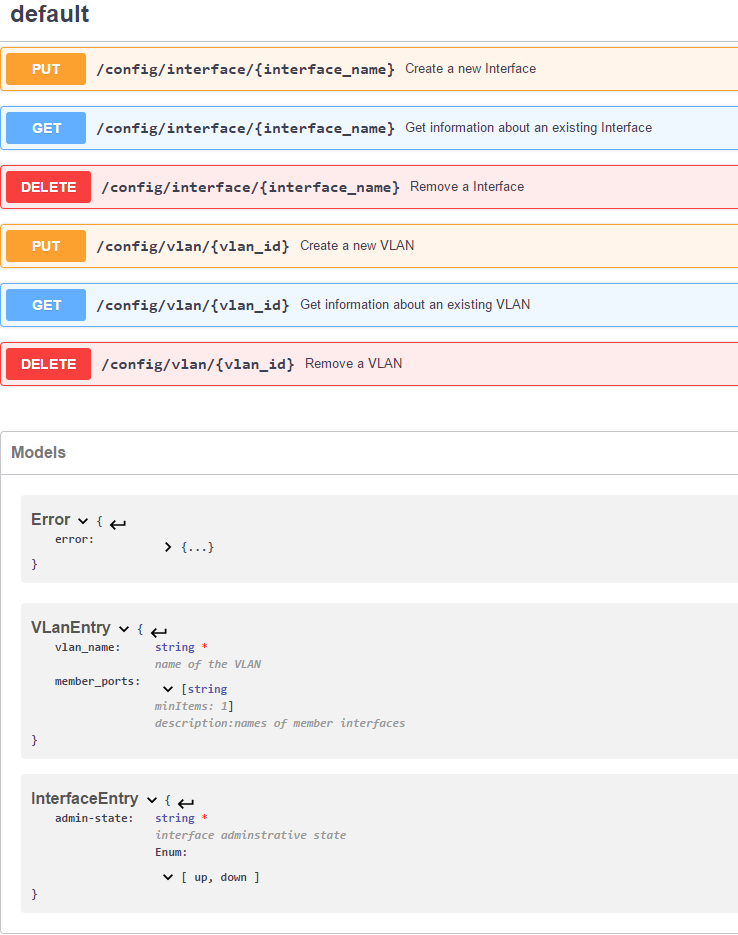 default
PUT /config/interface/{interface_name} Create a new Interface
GET /config/interface/{interface_name} Get information about an existing Interface
DELETE /config/interface/{interface_name} Remove a Interface
PUT /config/vlan/{vlan_id} Create a new VLAN
GET /config/vlan/{vlan_id} Get information about an existing VLAN
DELETE /config/vlan/{vlan_id} Remove a VLAN
Models
Error {
error:
{...}
}
VLanEntry {
vlan_name: string *
name of the VLAN
member_ports:
[string
minItems: 1]
description:names of member interfaces
}
InterfaceEntry {
admin-state: string *
interface adminstrative state
Enum:
[ up, down ]
}